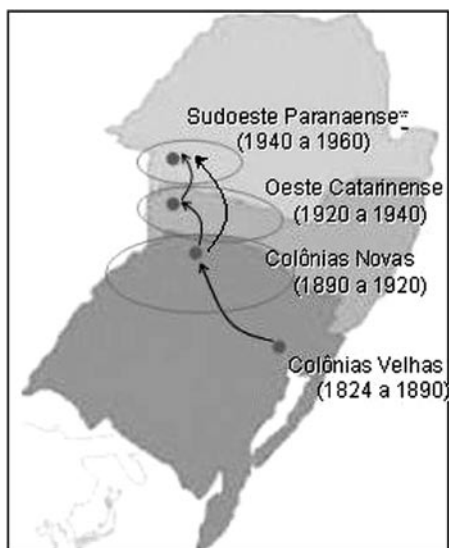 Sudoeste Paranaense
(1940 a 1960)
Oeste Catarinense
(1920 a 1940)
Colônias Novas
(1890 a 1920)
Colônias Velhas
(1824 a 1890)